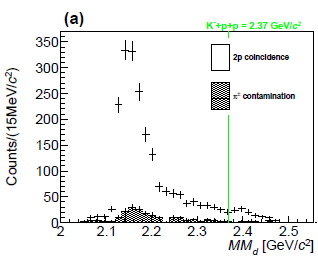 (a)
K⁻+p+p = 2.37 GeV/c²
2p coincidence
π± contamination
Counts/(15MeV/c²)
350
300
250
200
150
100
50
0
2 2.1 2.2 2.3 2.4 2.5
MM_d [GeV/c²]